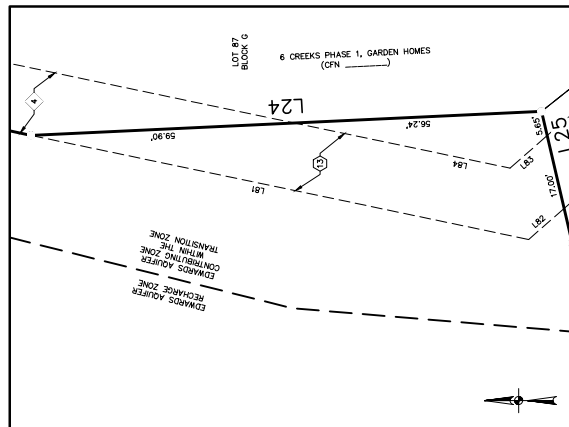 LOT 87
BLOCK G
6 CREEKS PHASE 1, GARDEN HOMES
(CFN ________)
4
L24
59.90'
56.24'
5.65'
L25
17.00'
13
L81
L84
L83
L82
EDWARDS AQUIFER
CONTRIBUTING ZONE
WITHIN THE
TRANSITION ZONE
EDWARDS AQUIFER
RECHARGE ZONE